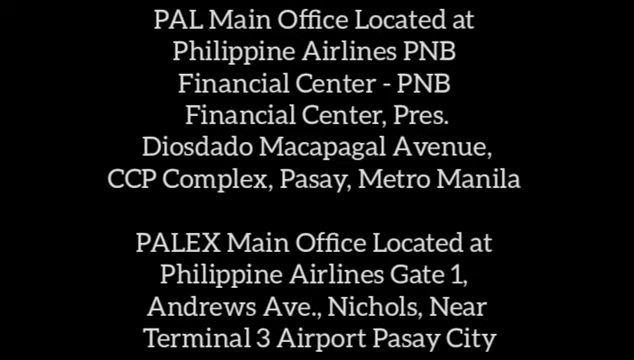 PAL Main Office Located at
Philippine Airlines PNB
Financial Center - PNB
Financial Center, Pres.
Diosdado Macapagal Avenue,
CCP Complex, Pasay, Metro Manila
PALEX Main Office Located at
Philippine Airlines Gate 1,
Andrews Ave., Nichols, Near
Terminal 3 Airport Pasay City